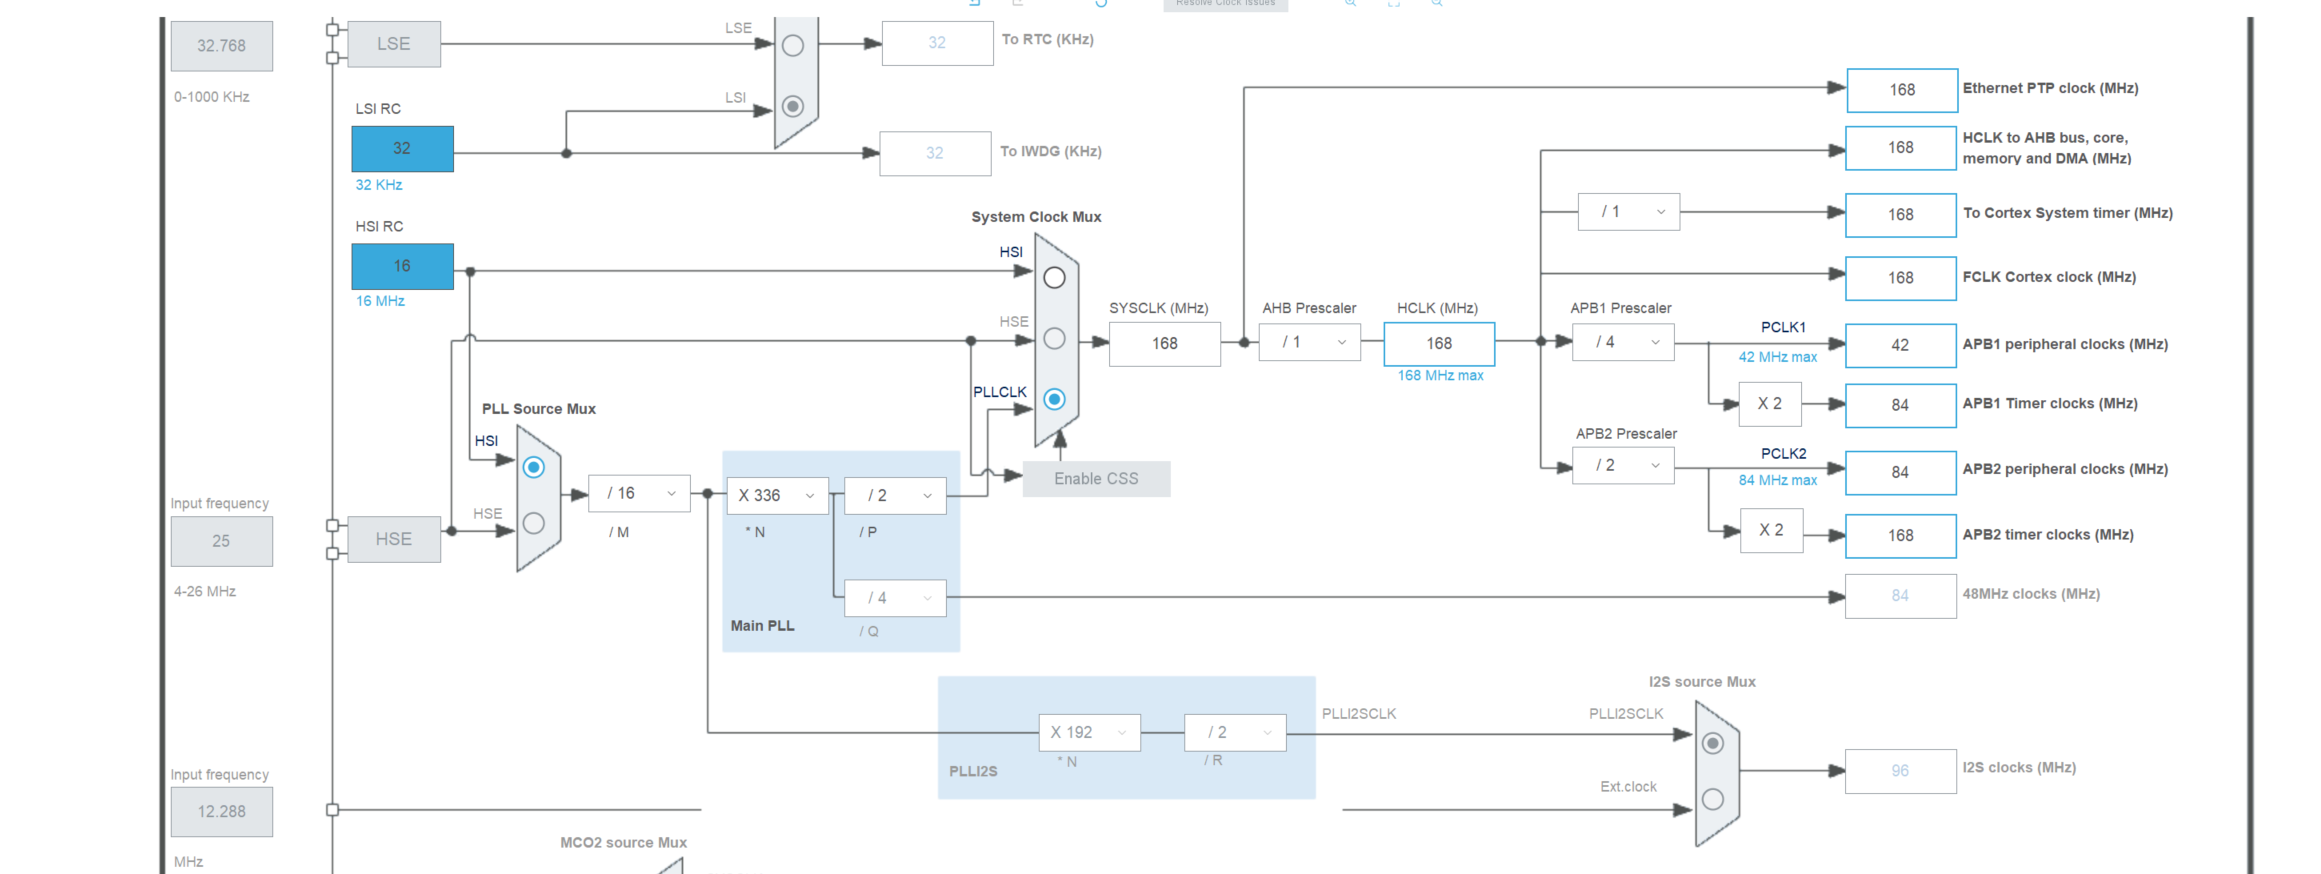 Resolve Clock Issues
32.768
0-1000 KHz
LSE
LSE
32
To RTC (KHz)
LSI
LSI RC
32
32 KHz
32
To IWDG (KHz)
168
Ethernet PTP clock (MHz)
168
HCLK to AHB bus, core,
memory and DMA (MHz)
/ 1
168
To Cortex System timer (MHz)
168
FCLK Cortex clock (MHz)
HSI RC
16
16 MHz
System Clock Mux
HSI
HSE
PLLCLK
SYSCLK (MHz)
168
AHB Prescaler
/ 1
HCLK (MHz)
168
168 MHz max
APB1 Prescaler
/ 4
PCLK1
42 MHz max
42
APB1 peripheral clocks (MHz)
X 2
84
APB1 Timer clocks (MHz)
APB2 Prescaler
/ 2
PCLK2
84 MHz max
84
APB2 peripheral clocks (MHz)
X 2
168
APB2 timer clocks (MHz)
Enable CSS
PLL Source Mux
HSI
HSE
Input frequency
25
4-26 MHz
HSE
/ 16
/ M
X 336
* N
/ 2
/ P
/ 4
/ Q
Main PLL
84
48MHz clocks (MHz)
X 192
* N
/ 2
/ R
PLLI2S
PLLI2SCLK
I2S source Mux
PLLI2SCLK
Ext.clock
96
I2S clocks (MHz)
Input frequency
12.288
MHz
MCO2 source Mux